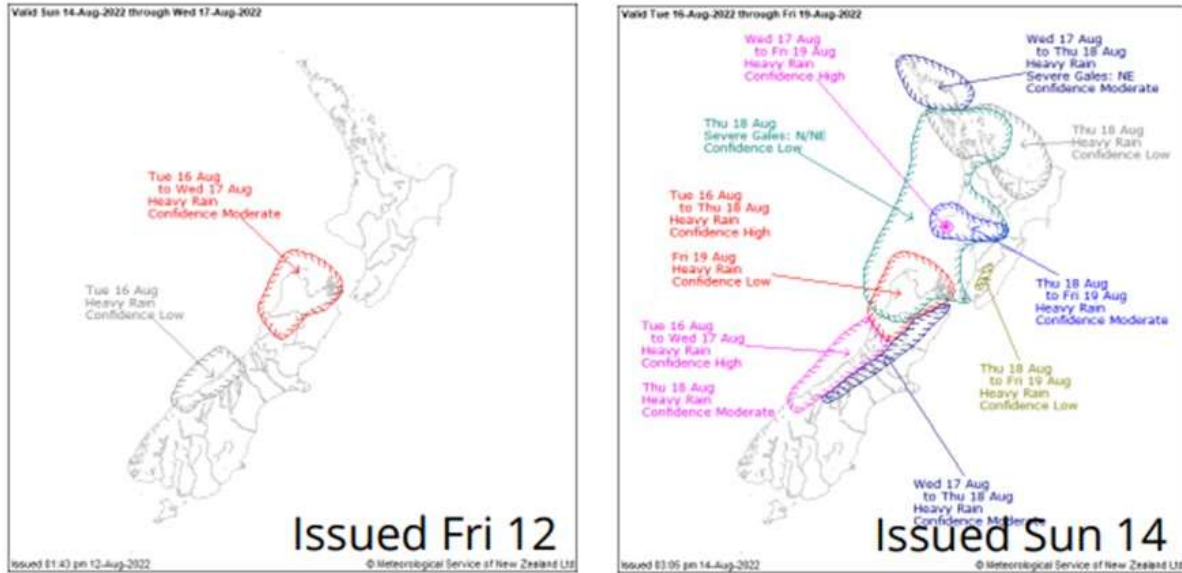 Valid Sun 14-Aug-2022 through Wed 17-Aug-2022
Tue 16 Aug
to Wed 17 Aug
Heavy Rain
Confidence Moderate
Tue 16 Aug
Heavy Rain
Confidence Low
Issued Fri 12
Issued 01:43 pm 12-Aug-2022
© Meteorological Service of New Zealand Ltd
Valid Tue 16-Aug-2022 through Fri 19-Aug-2022
Wed 17 Aug
to Fri 19 Aug
Heavy Rain
Confidence High
Wed 17 Aug
to Thu 18 Aug
Heavy Rain
Severe Gales: NE
Confidence Moderate
Thu 18 Aug
Severe Gales: N/NE
Confidence Low
Thu 18 Aug
Heavy Rain
Confidence Low
Tue 16 Aug
to Thu 18 Aug
Heavy Rain
Confidence High
Fri 19 Aug
Heavy Rain
Confidence Low
Thu 18 Aug
to Fri 19 Aug
Heavy Rain
Confidence Moderate
Tue 16 Aug
to Wed 17 Aug
Heavy Rain
Confidence High
Thu 18 Aug
Heavy Rain
Confidence Moderate
Thu 18 Aug
to Fri 19 Aug
Heavy Rain
Confidence Low
Wed 17 Aug
to Thu 18 Aug
Heavy Rain
Confidence Moderate
Issued Sun 14
Issued 03:05 pm 14-Aug-2022
© Meteorological Service of New Zealand Ltd